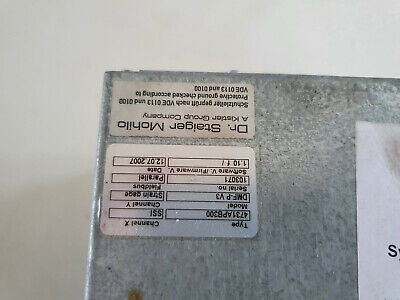 Type Channel X
4731APB300 SSI
Model Channel Y
DMF-P V3 Strain gage
Serial no. Fieldbus
Parallel
Software V. /Firmware V. Date
1.10 f / 12.07.2007
Dr. Staiger Mohilo
A Kistler Group Company
Schutzleiter geprüft nach VDE 0113 und 0100
Protective ground checked according to
VDE 0113 and 0100
Sy